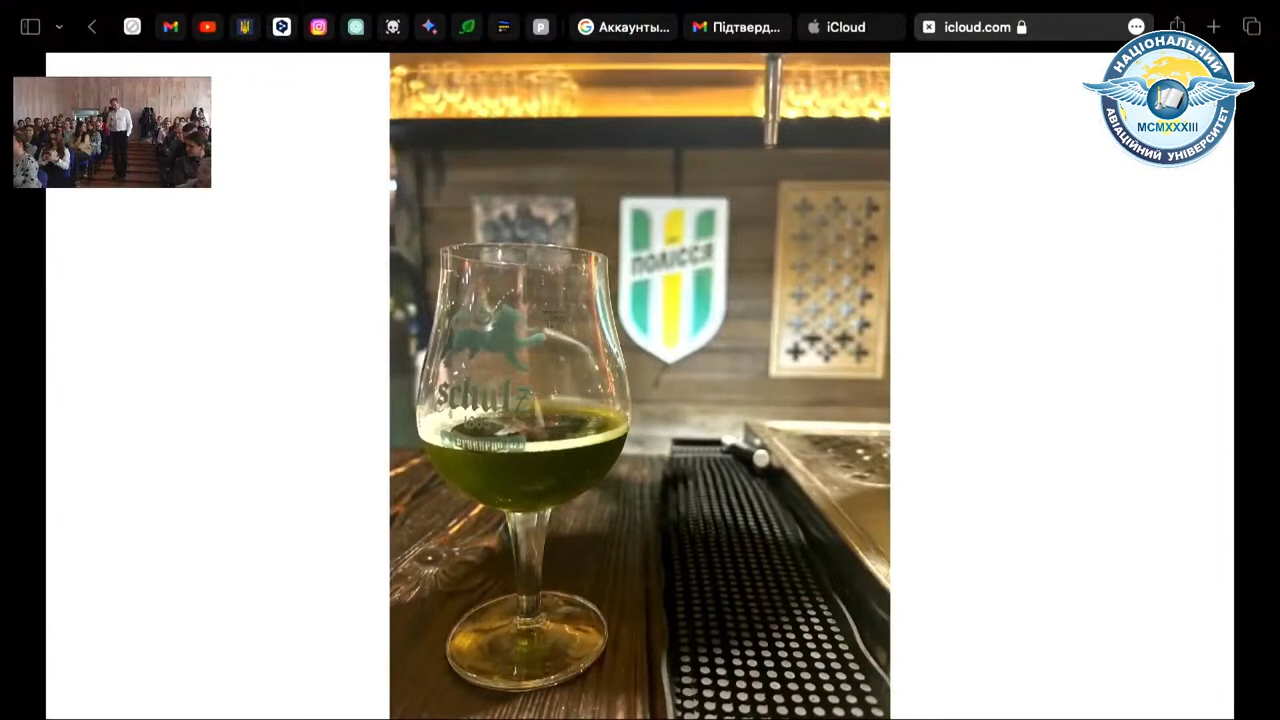 Аккаунты...
Підтверд...
iCloud
icloud.com
НАЦІОНАЛЬНИЙ
MCMXXXIII
АВІАЦІЙНИЙ УНІВЕРСИТЕТ
ПОЛІССЯ
schulz